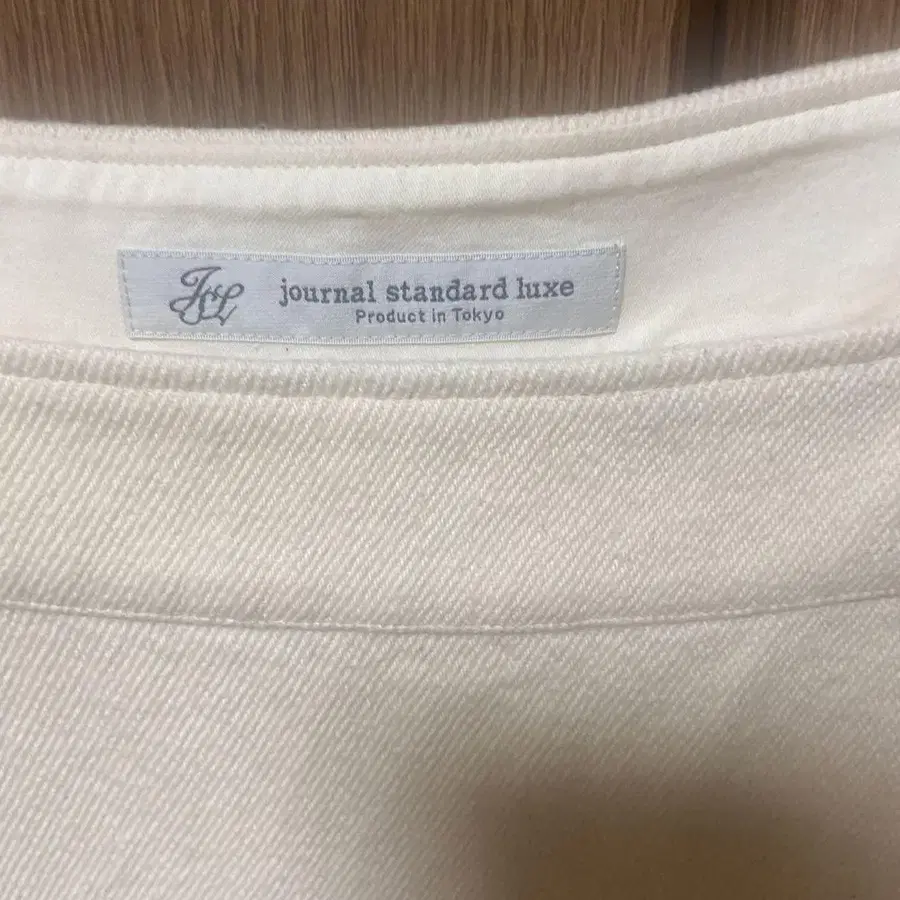 JSL
journal standard luxe
Product in Tokyo